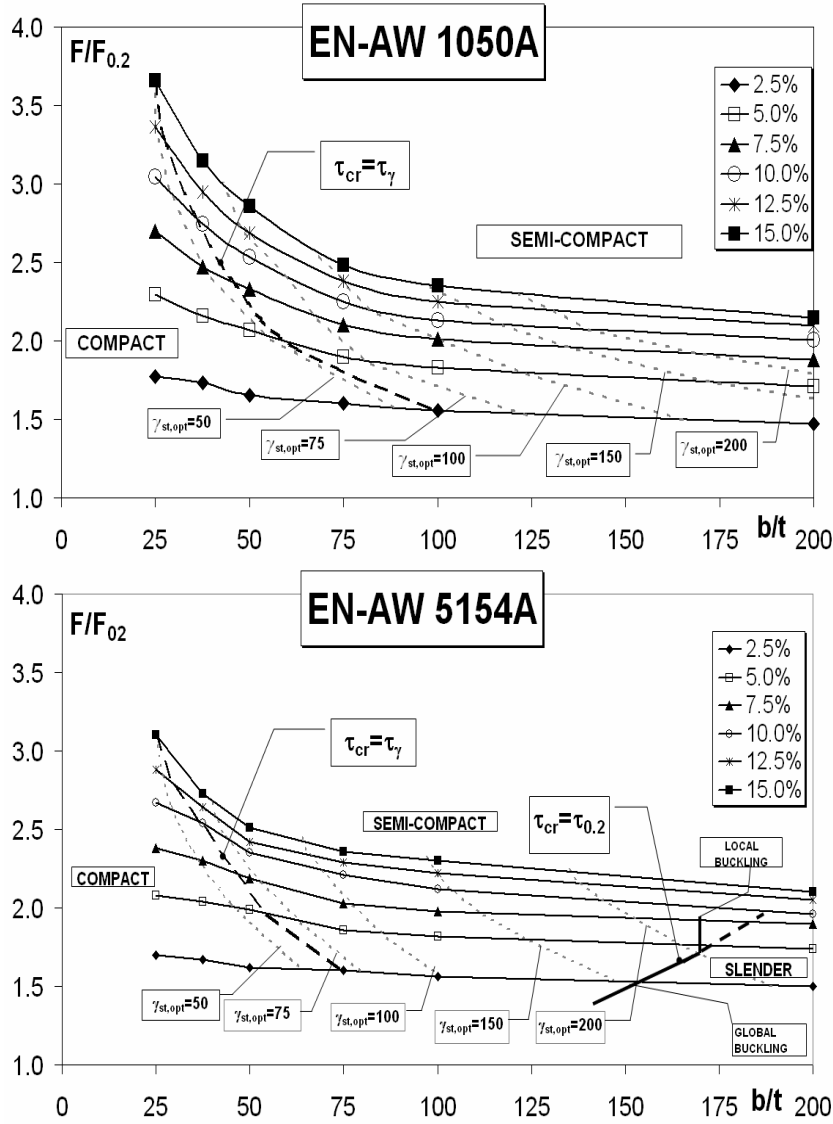 EN-AW 1050A
F/F0.2
4.0
3.5
3.0
2.5
2.0
1.5
1.0
2.5%
5.0%
7.5%
10.0%
12.5%
15.0%
τcr=τγ
SEMI-COMPACT
COMPACT
γst,opt=50
γst,opt=75
γst,opt=100
γst,opt=150
γst,opt=200
0 25 50 75 100 125 150 175 200
b/t
EN-AW 5154A
F/F02
4.0
3.5
3.0
2.5
2.0
1.5
1.0
2.5%
5.0%
7.5%
10.0%
12.5%
15.0%
τcr=τγ
SEMI-COMPACT
τcr=τ0.2
LOCAL
BUCKLING
COMPACT
SLENDER
γst,opt=50
γst,opt=75
γst,opt=100
γst,opt=150
γst,opt=200
GLOBAL
BUCKLING
0 25 50 75 100 125 150 175 200
b/t